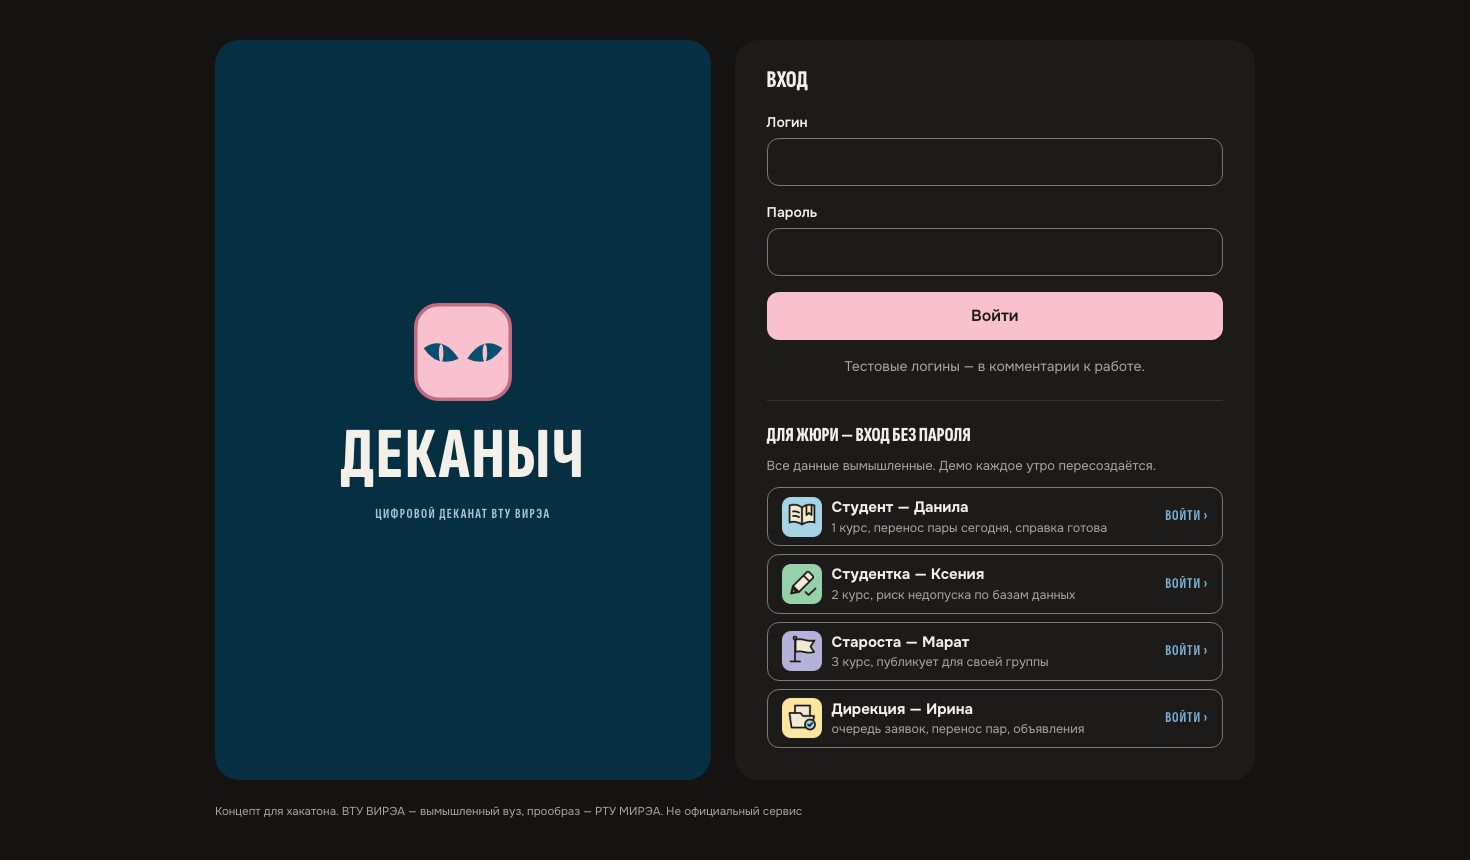 ДЕКАНЫЧ
ЦИФРОВОЙ ДЕКАНАТ ВТУ ВИРЭА
ВХОД
Логин
Пароль
Войти
Тестовые логины — в комментарии к работе.
ДЛЯ ЖЮРИ — ВХОД БЕЗ ПАРОЛЯ
Все данные вымышленные. Демо каждое утро пересоздаётся.
Студент — Данила
1 курс, перенос пары сегодня, справка готова
ВОЙТИ ›
Студентка — Ксения
2 курс, риск недопуска по базам данных
ВОЙТИ ›
Староста — Марат
3 курс, публикует для своей группы
ВОЙТИ ›
Дирекция — Ирина
очередь заявок, перенос пар, объявления
ВОЙТИ ›
Концепт для хакатона. ВТУ ВИРЭА — вымышленный вуз, прообраз — РТУ МИРЭА. Не официальный сервис